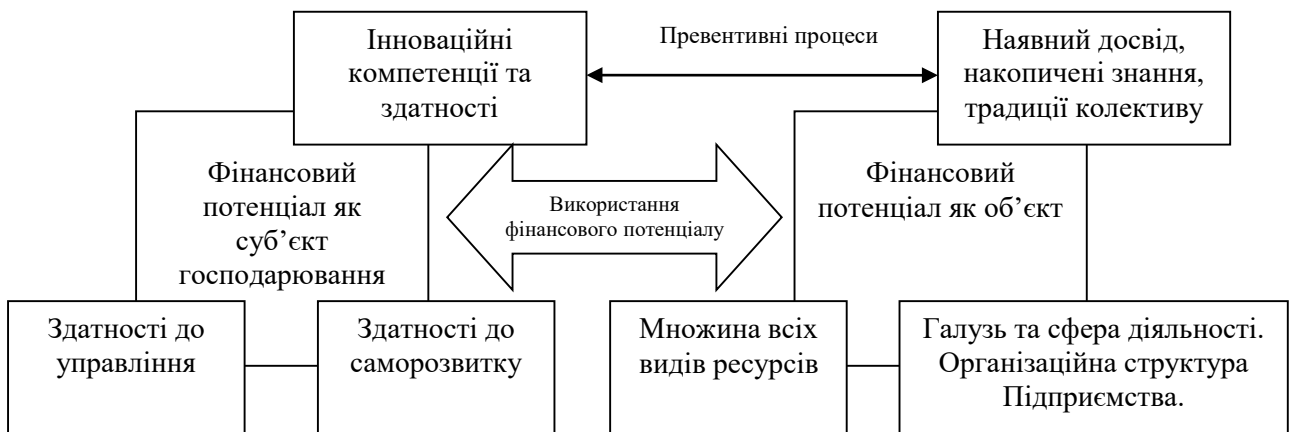 Інноваційні
компетенції та
здатності
Превентивні процеси
Наявний досвід,
накопичені знання,
традиції колективу
Фінансовий
потенціал як
суб’єкт
господарювання
Використання
фінансового потенціалу
Фінансовий
потенціал як об’єкт
Здатності до
управління
Здатності до
саморозвитку
Множина всіх
видів ресурсів
Галузь та сфера діяльності.
Організаційна структура
Підприємства.